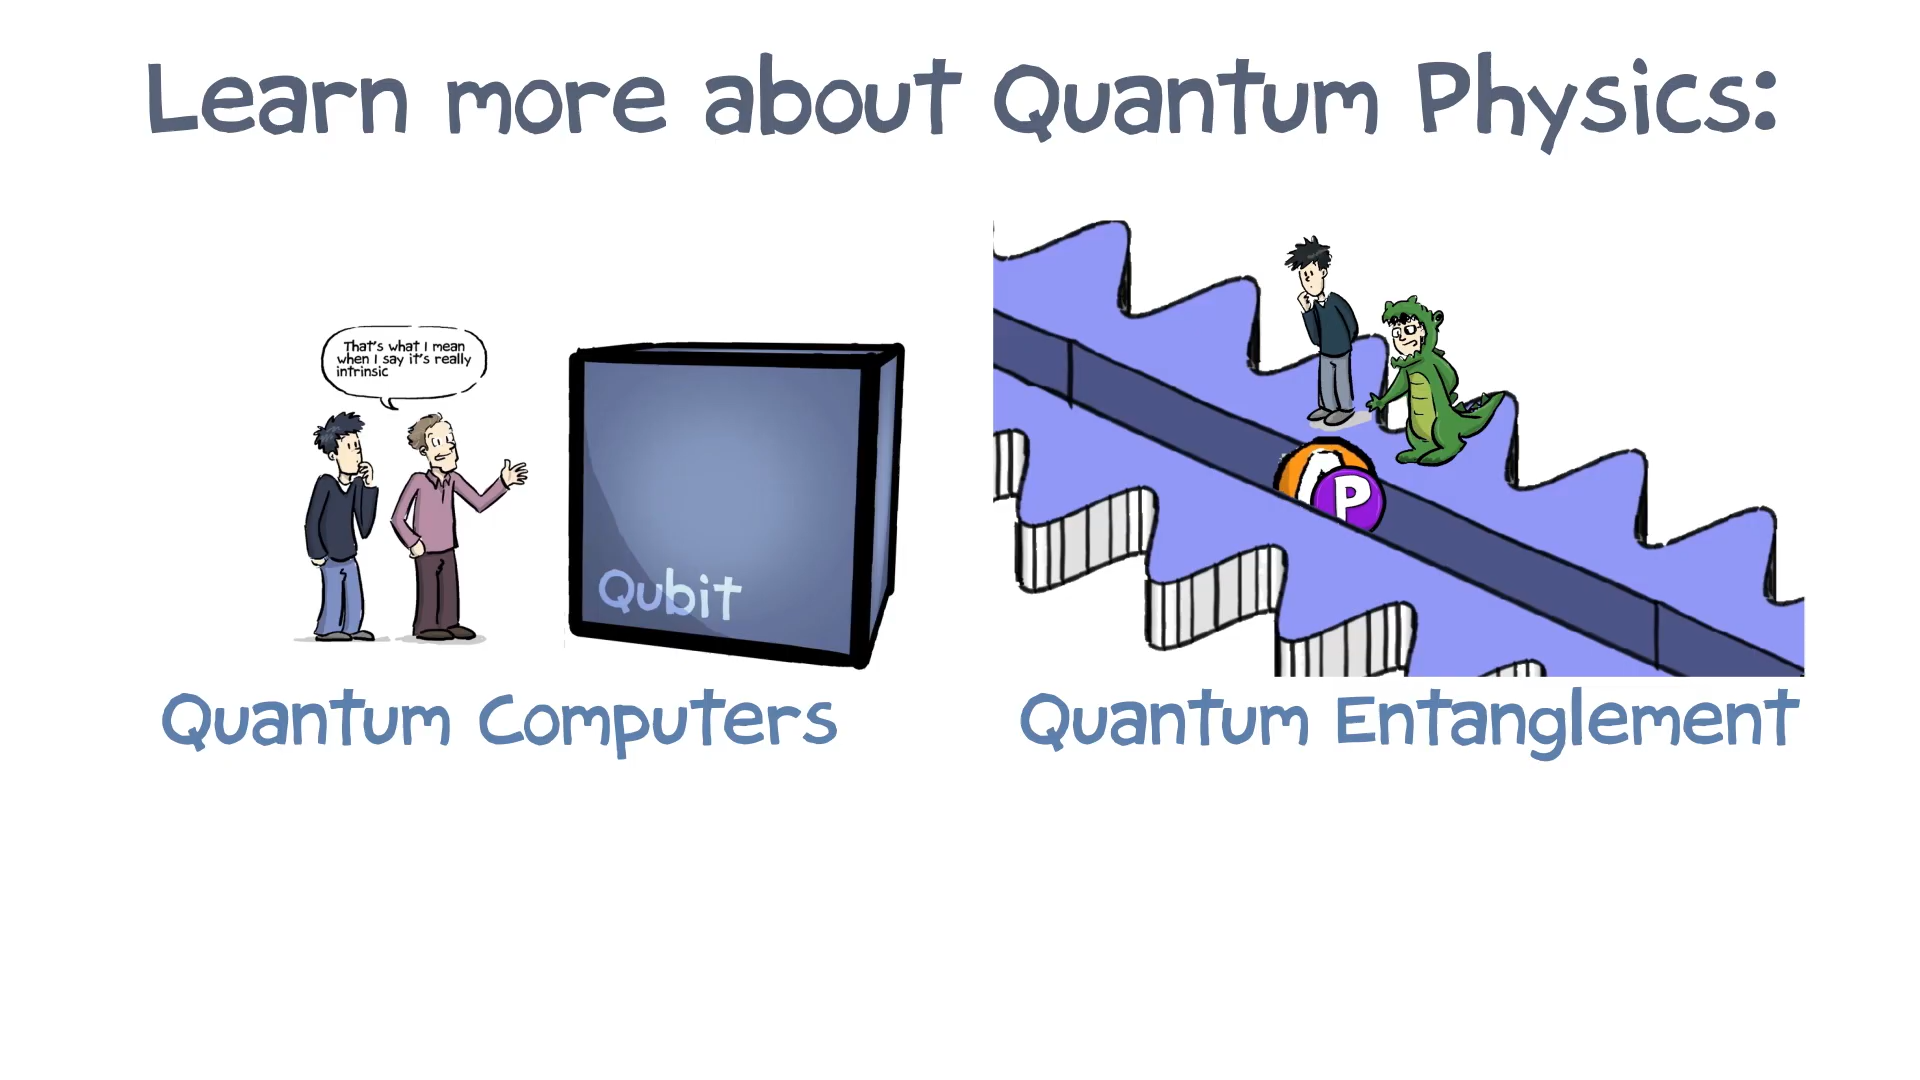 Learn more about Quantum Physics:
That's what I mean
when I say it's really
intrinsic
Qubit
P
Quantum Computers
Quantum Entanglement